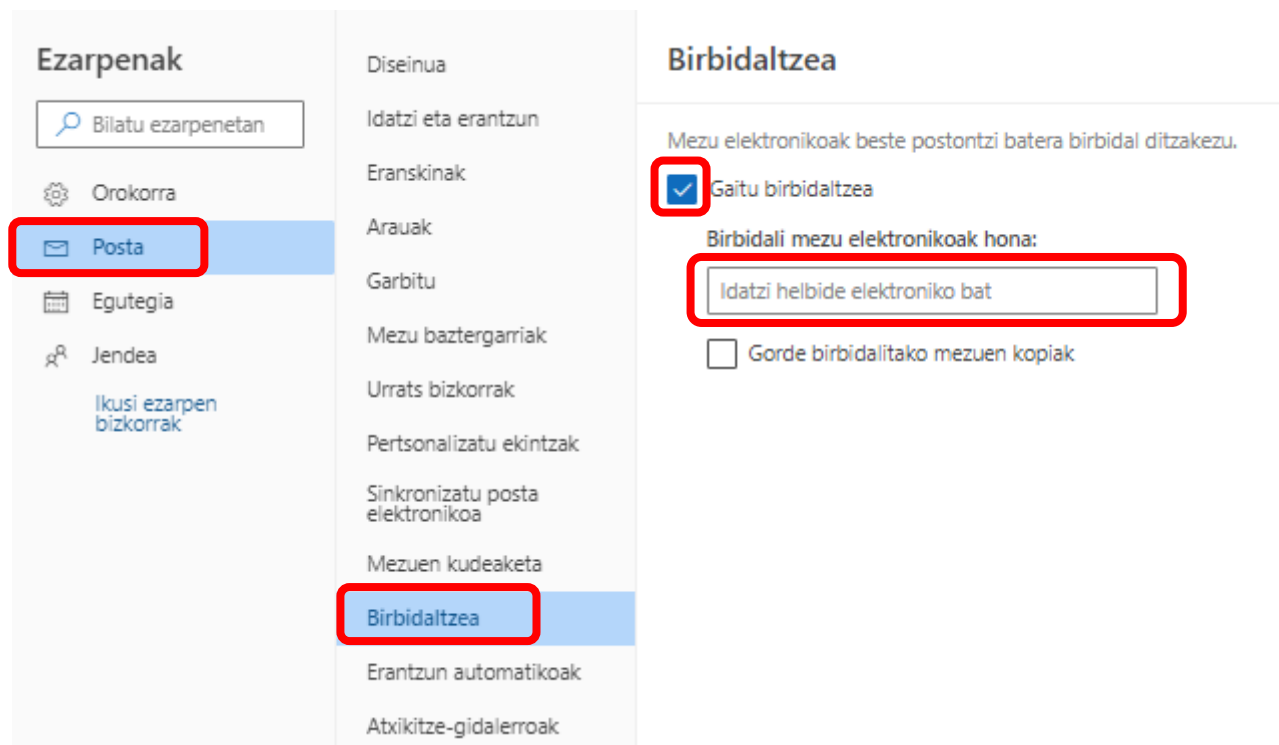 Ezarpenak
Bilatu ezarpenetan
Orokorra
Posta
Egutegia
Jendea
Ikusi ezarpen
bizkorrak
Diseinua
Idatzi eta erantzun
Eranskinak
Arauak
Garbitu
Mezu baztergarriak
Urrats bizkorrak
Pertsonalizatu ekintzak
Sinkronizatu posta
elektronikoa
Mezuen kudeaketa
Birbidaltzea
Erantzun automatikoak
Atxikitze-gidalerroak
Birbidaltzea
Mezu elektronikoak beste postontzi batera birbidal ditzakezu.
Gaitu birbidaltzea
Birbidali mezu elektronikoak hona:
Idatzi helbide elektroniko bat
Gorde birbidalitako mezuen kopiak